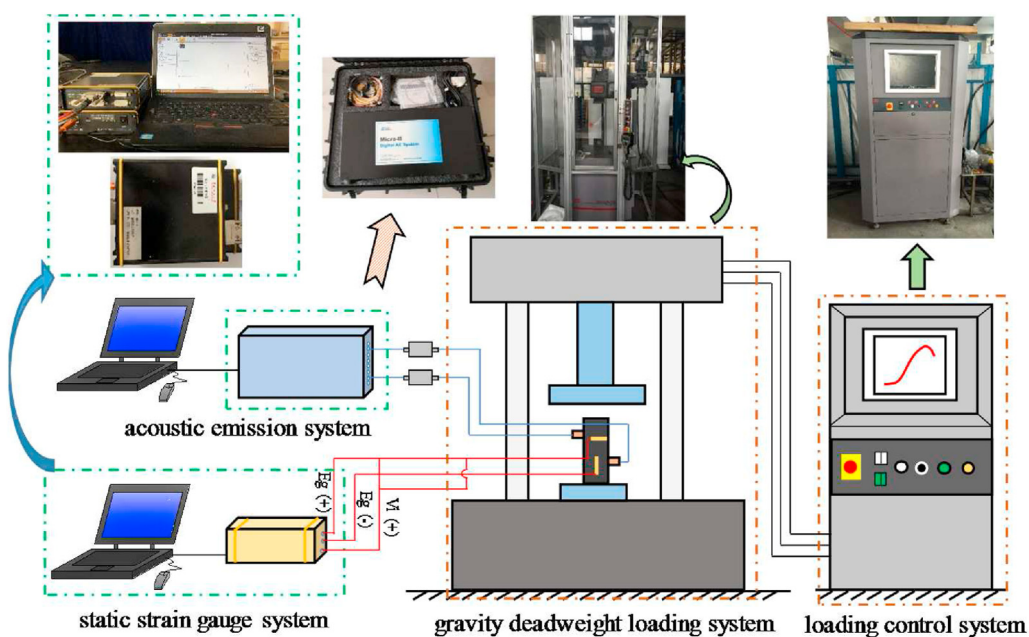 Micro-II
Digital AE System
acoustic emission system
Eg (+)
Eg (-)
VI (+)
static strain gauge system
gravity deadweight loading system
loading control system